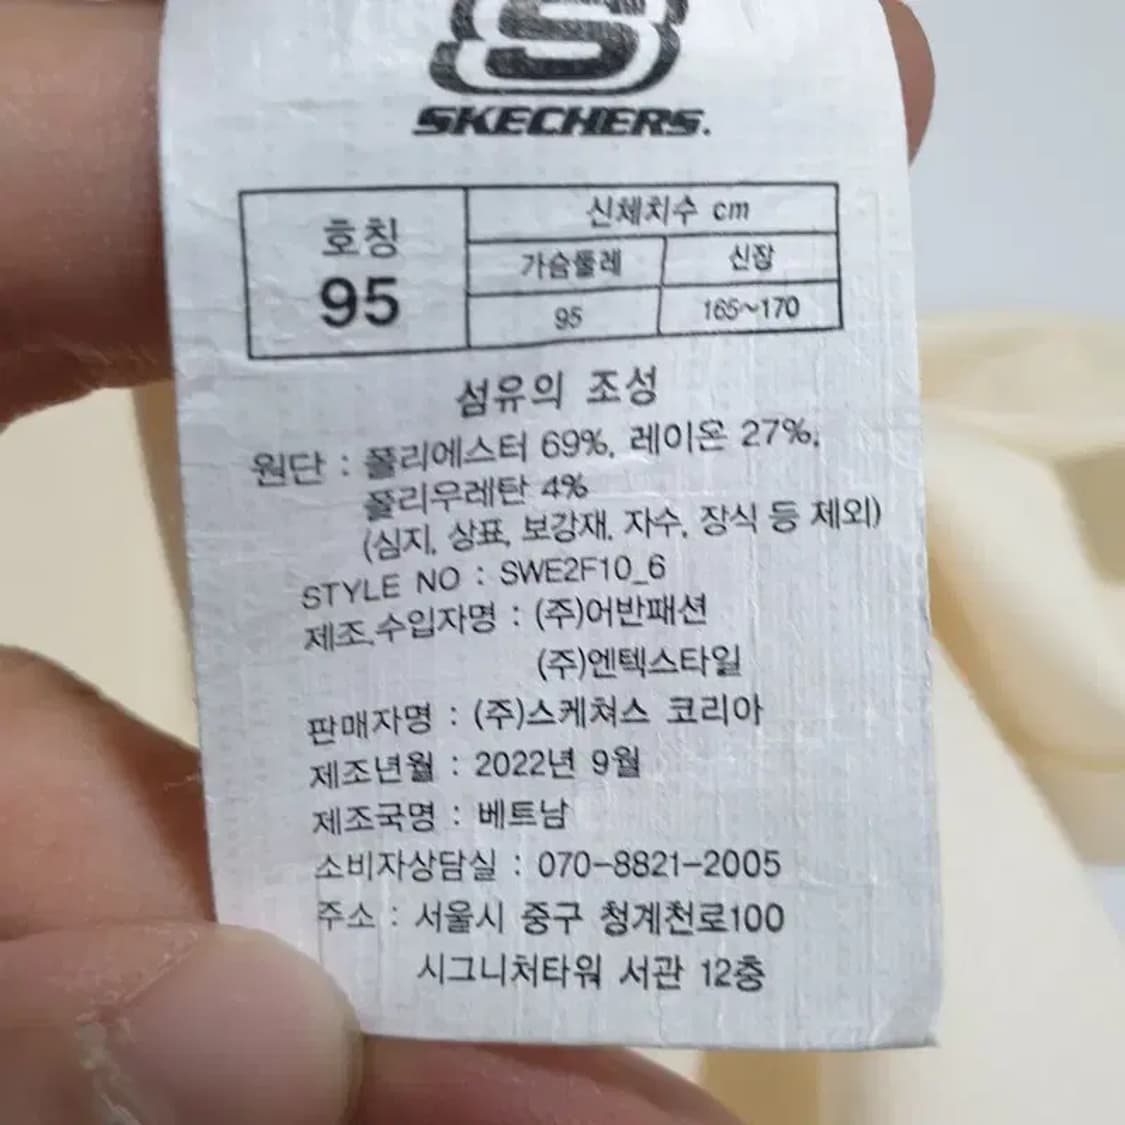 SKECHERS.
호칭
95
신체치수 cm
가슴둘레 신장
95 165~170
섬유의 조성
원단 : 폴리에스터 69%, 레이온 27%,
폴리우레탄 4%
(심지, 상표, 보강재, 자수, 장식 등 제외)
STYLE NO : SWE2F10_6
제조.수입자명 : (주)어반패션
(주)엔텍스타일
판매자명 : (주)스케쳐스 코리아
제조년월 : 2022년 9월
제조국명 : 베트남
소비자상담실 : 070-8821-2005
주소 : 서울시 중구 청계천로100
시그니처타워 서관 12층